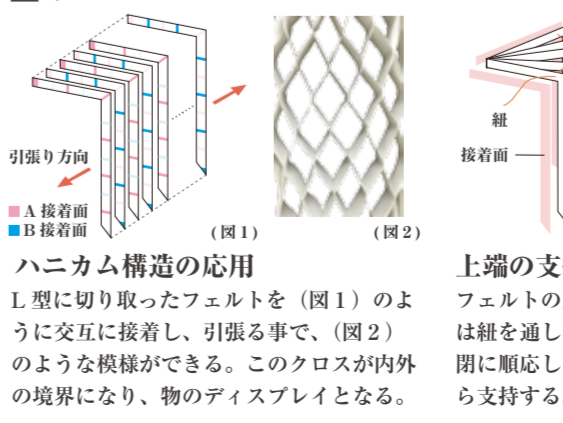 引張り方向
A 接着面
B 接着面
(図1)
(図2)
ハニカム構造の応用
L 型に切り取ったフェルトを（図1）のよ
うに交互に接着し、引張る事で、（図2）
のような模様ができる。このクロスが内外
の境界になり、物のディスプレイとなる。
紐
接着面
上端の支
フェルトの
は紐を通し
閉に順応し
ら支持する